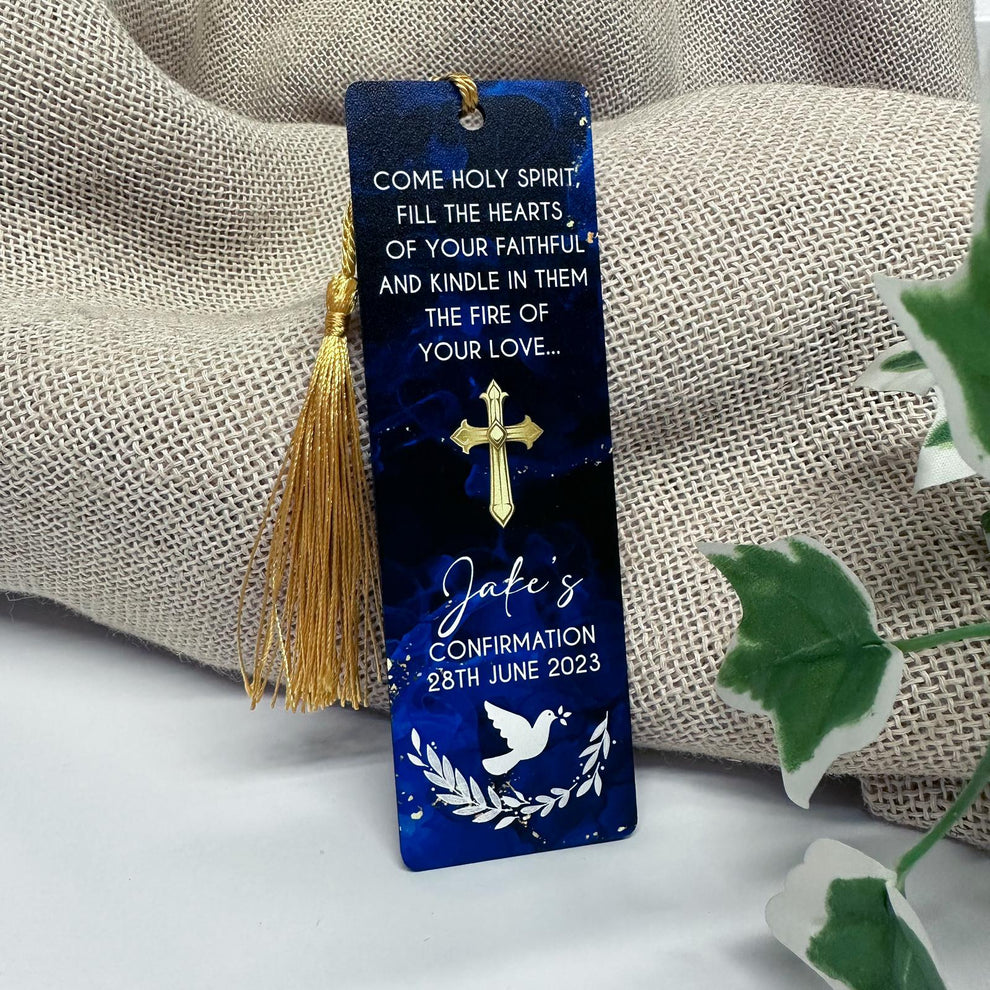 COME HOLY SPIRIT,
FILL THE HEARTS
OF YOUR FAITHFUL
AND KINDLE IN THEM
THE FIRE OF
YOUR LOVE...
Jake's
CONFIRMATION
28TH JUNE 2023